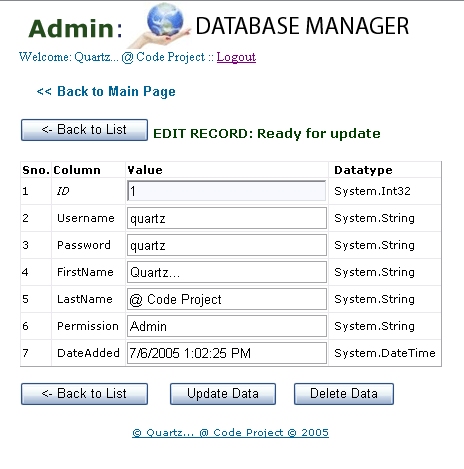 Admin: DATABASE MANAGER
Welcome: Quartz... @ Code Project :: Logout
<< Back to Main Page
<- Back to List EDIT RECORD: Ready for update
Sno. Column Value Datatype
1 ID 1 System.Int32
2 Username quartz System.String
3 Password quartz System.String
4 FirstName Quartz... System.String
5 LastName @ Code Project System.String
6 Permission Admin System.String
7 DateAdded 7/6/2005 1:02:25 PM System.DateTime
<- Back to List Update Data Delete Data
© Quartz... @ Code Project © 2005